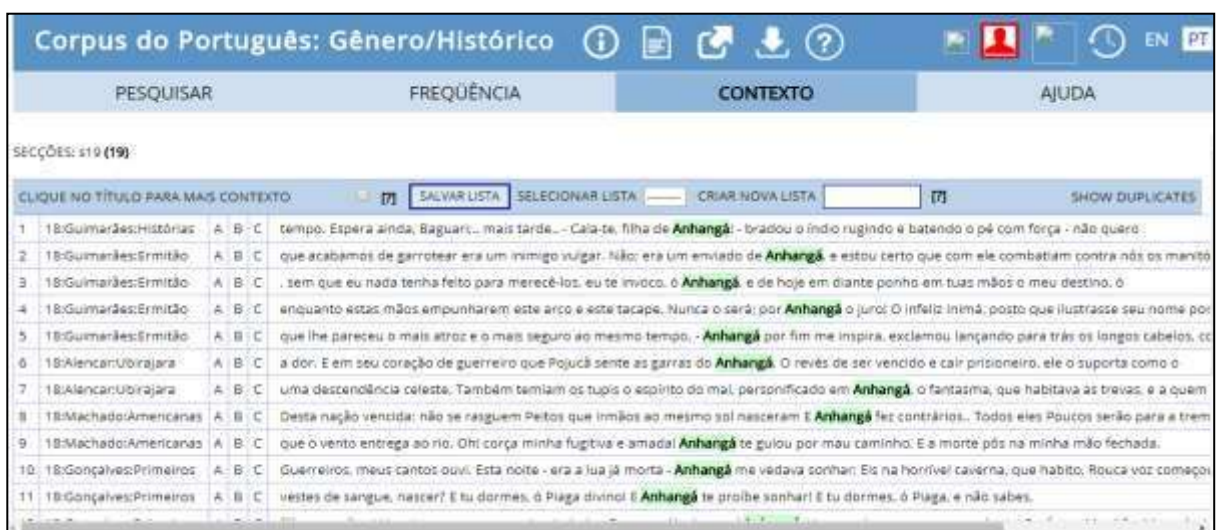 Corpus do Português: Gênero/Histórico EN PT
PESQUISAR FREQÜÊNCIA CONTEXTO AJUDA
SECÇÕES: s19 (19)
CLIQUE NO TÍTULO PARA MAIS CONTEXTO [?] SALVAR LISTA SELECIONAR LISTA CRIAR NOVA LISTA [?] SHOW DUPLICATES
1 18:Guimarães:Histórias A B C tempo. Espera ainda, Baguari... mais tarde.. - Cala-te, filha de Anhangá! - bradou o índio rugindo e batendo o pé com força - não quero
2 18:Guimarães:Ermitão A B C que acabamos de garrotear era um inimigo vulgar. Não; era um enviado de Anhangá, e estou certo que com ele combatiam contra nós os manitó
3 18:Guimarães:Ermitão A B C , sem que eu nada tenha feito para merecê-los, eu te invoco, ó Anhangá, e de hoje em diante ponho em tuas mãos o meu destino, ó
4 18:Guimarães:Ermitão A B C enquanto estas mãos empunharem este arco e este tacape. Nunca o será; por Anhangá o juro! O infeliz Inimá, posto que ilustrasse seu nome por
5 18:Guimarães:Ermitão A B C que lhe pareceu o mais atroz e o mais seguro ao mesmo tempo. - Anhangá por fim me inspira, exclamou lançando para trás os longos cabelos, co
6 18:Alencar:Ubirajara A B C a dor. E em seu coração de guerreiro que Pojucã sente as garras do Anhangá. O revés de ser vencido e cair prisioneiro, ele o suporta como o
7 18:Alencar:Ubirajara A B C uma descendência celeste. Também temiam os tupis o espírito do mal, personificado em Anhangá, o fantasma, que habitava as trevas, e a quem
8 18:Machado:Americanas A B C Desta nação vencida; não se rasguem Peitos que irmãos ao mesmo sol nasceram E Anhangá fez contrários.. Todos eles Poucos serão para a trem
9 18:Machado:Americanas A B C que o vento entrega ao rio. Oh! corça minha fugitiva e amada! Anhangá te guiou por mau caminho. E a morte pôs na minha mão fechada.
10 18:Gonçalves:Primeiros A B C Guerreiros, meus cantos ouvi. Esta noite - era a lua já morta - Anhangá me vedava sonhar; Eis na horrível caverna, que habito, Rouca voz começou
11 18:Gonçalves:Primeiros A B C vestes de sangue, nascer? E tu dormes, ó Piaga divino! E Anhangá te proíbe sonhar! E tu dormes, ó Piaga, e não sabes,